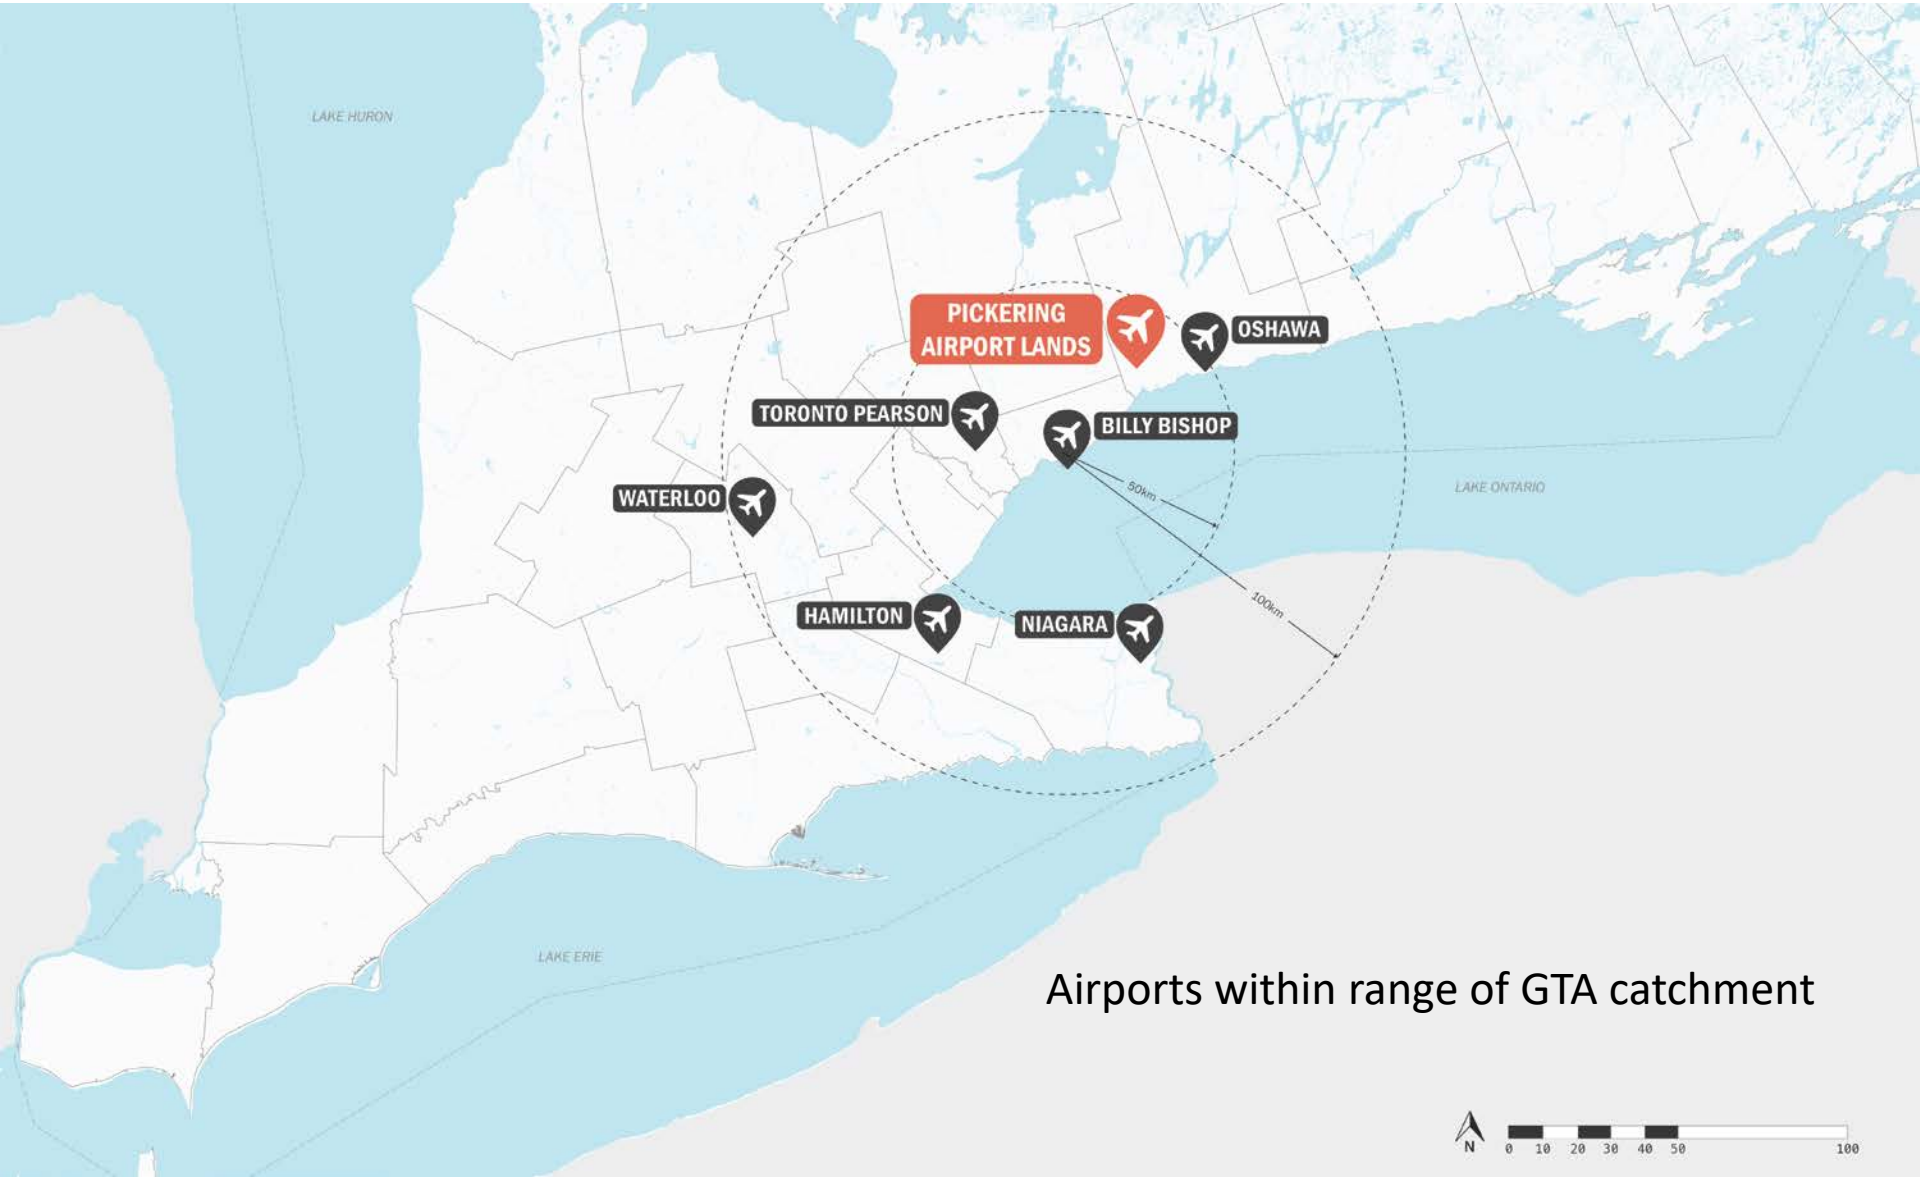 LAKE HURON
PICKERING
AIRPORT LANDS
OSHAWA
TORONTO PEARSON
BILLY BISHOP
WATERLOO
50km
LAKE ONTARIO
HAMILTON
NIAGARA
100km
LAKE ERIE
Airports within range of GTA catchment
N
0 10 20 30 40 50 100